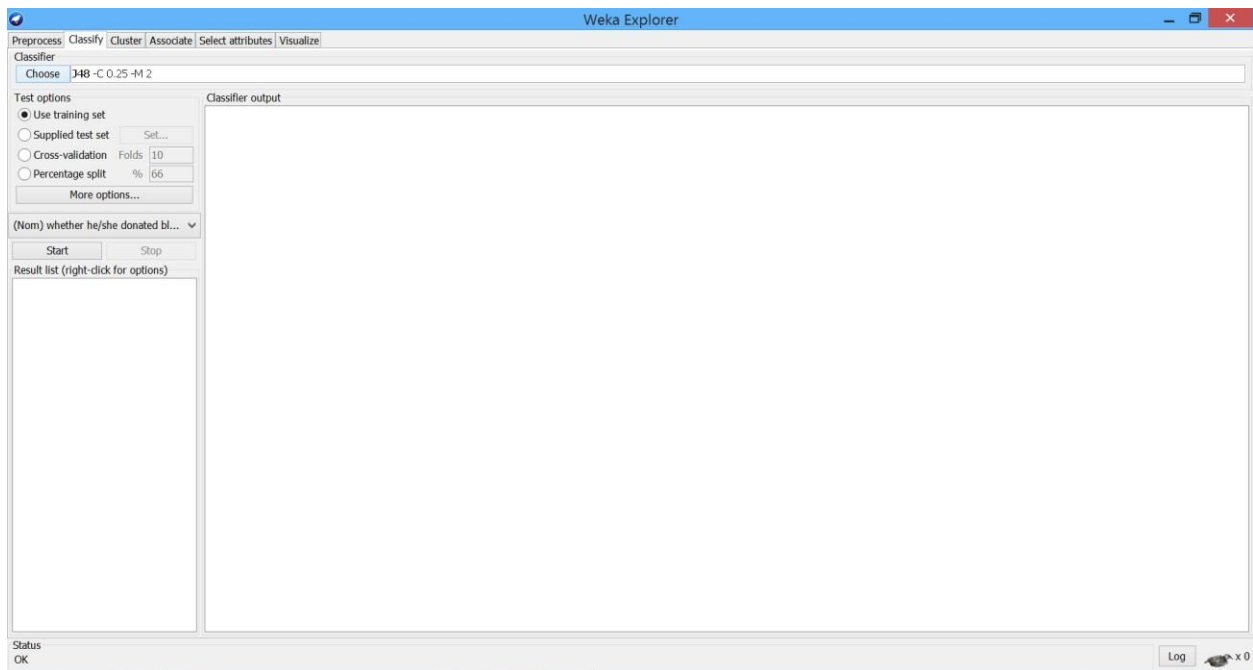 Weka Explorer
Preprocess Classify Cluster Associate Select attributes Visualize
Classifier
Choose J48 -C 0.25 -M 2
Test options
Use training set
Supplied test set Set...
Cross-validation Folds 10
Percentage split % 66
More options...
(Nom) whether he/she donated bl...
Start Stop
Result list (right-click for options)
Classifier output
Status
OK
Log x 0